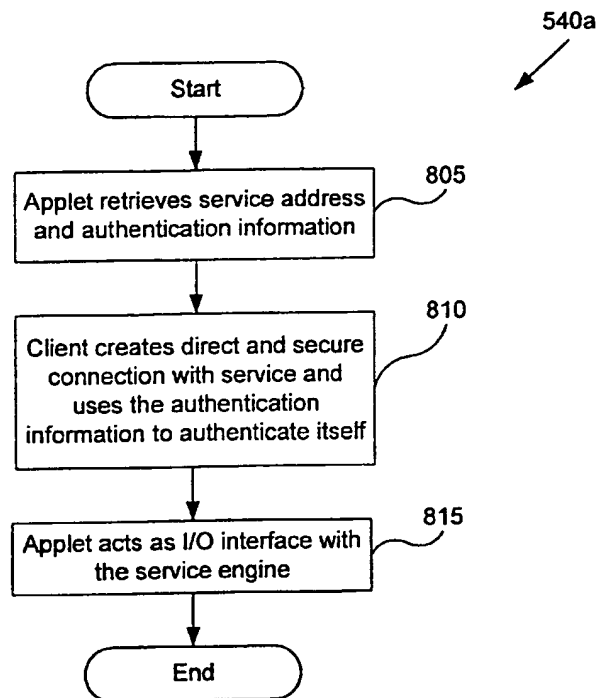 540a
Start
805
Applet retrieves service address
and authentication information
810
Client creates direct and secure
connection with service and
uses the authentication
information to authenticate itself
815
Applet acts as I/O interface with
the service engine
End